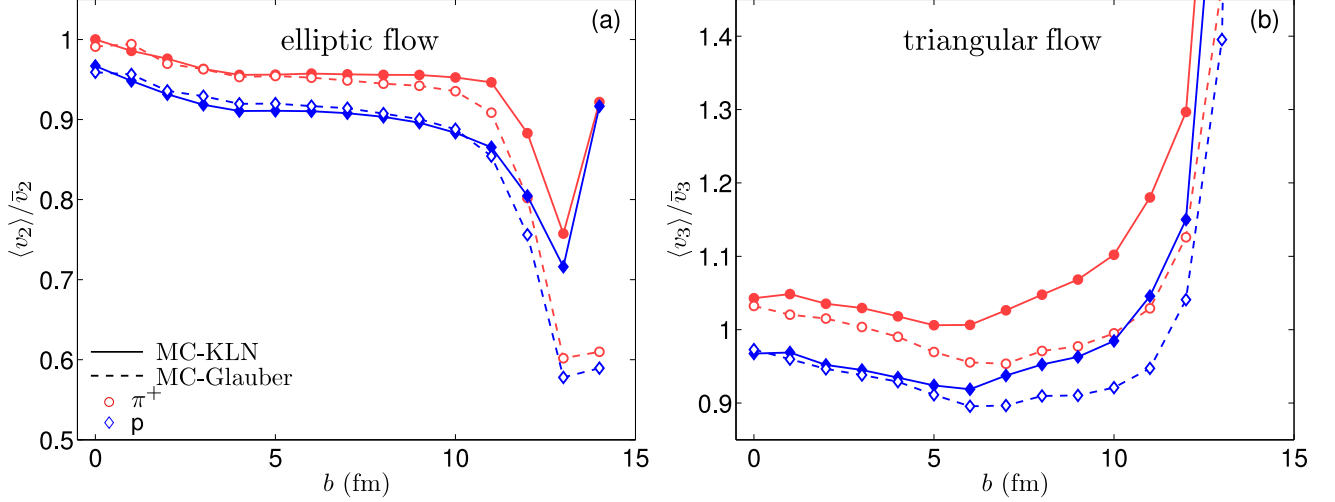 (a)
elliptic flow
⟨v₂⟩/v̄₂
1
0.9
0.8
0.7
0.6
0.5
MC-KLN
MC-Glauber
π⁺
p
0 5 10 15
b (fm)
(b)
triangular flow
⟨v₃⟩/v̄₃
1.4
1.3
1.2
1.1
1
0.9
0 5 10 15
b (fm)